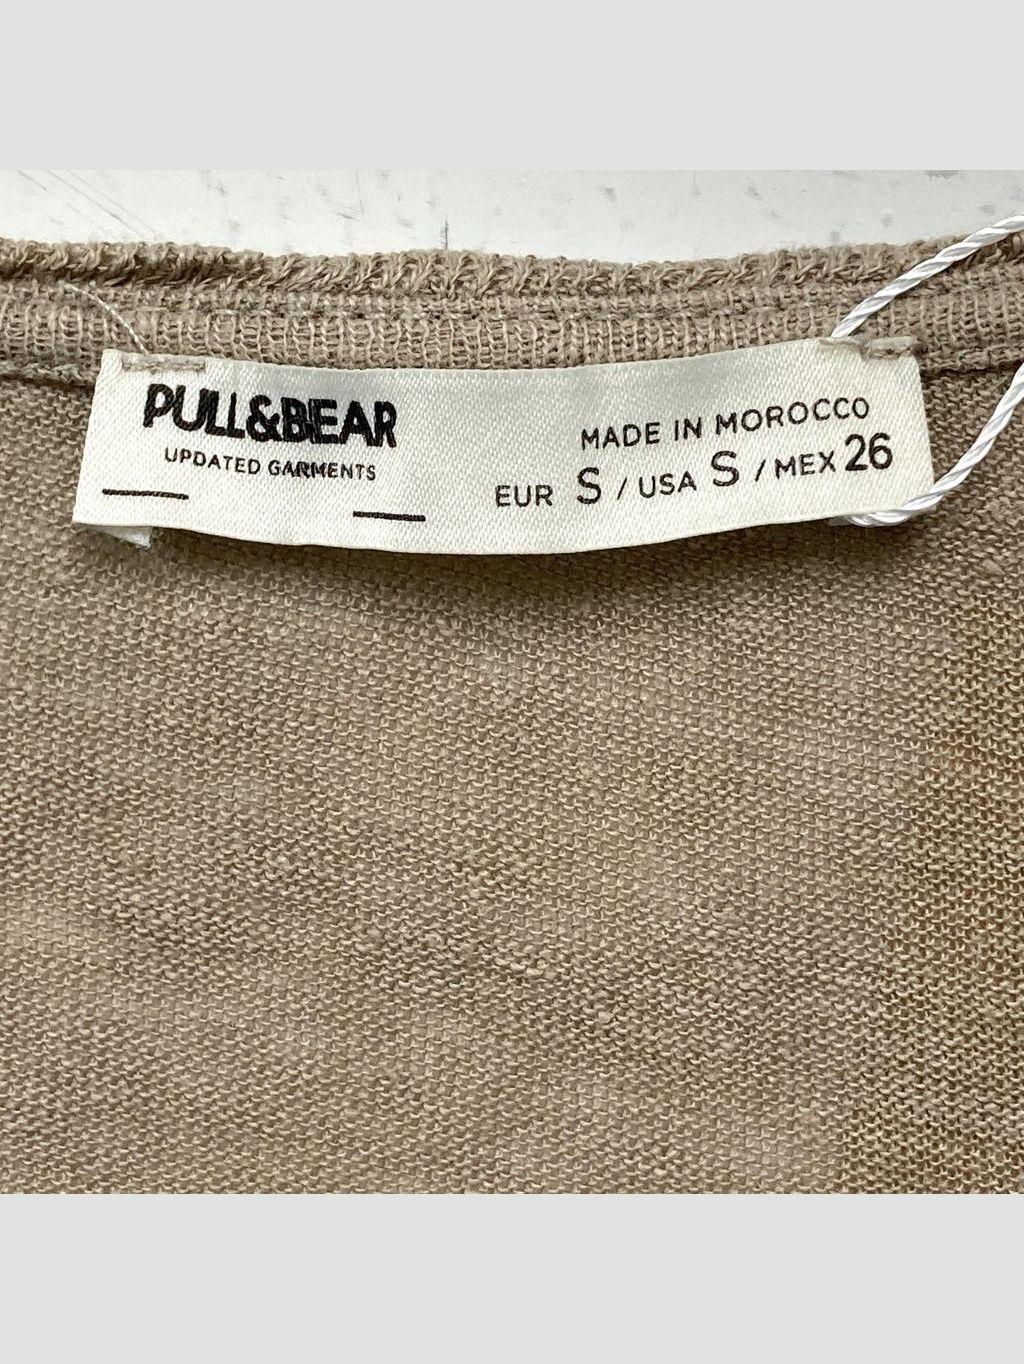 PULL&BEAR
UPDATED GARMENTS
MADE IN MOROCCO
EUR S / USA S / MEX 26